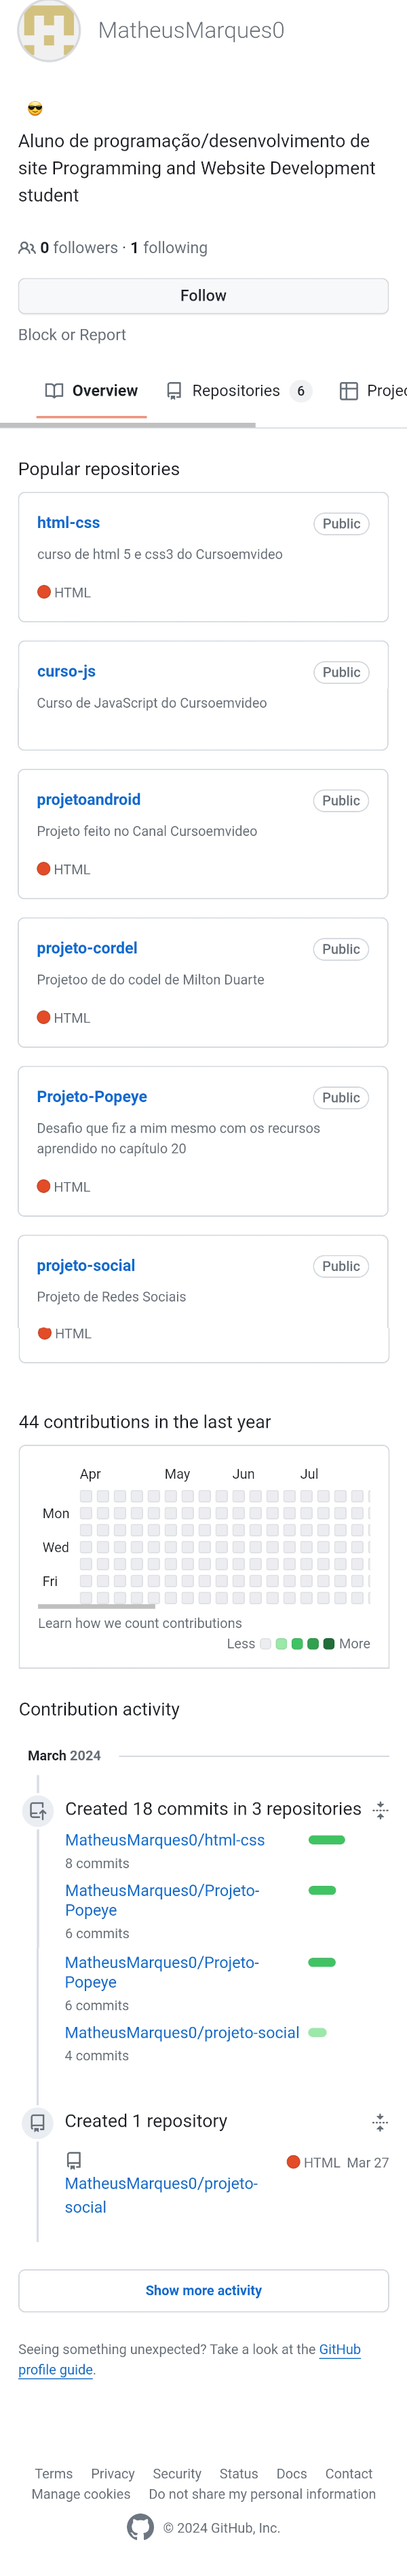 MatheusMarques0
😎
Aluno de programação/desenvolvimento de
site Programming and Website Development
student
0 followers · 1 following
Follow
Block or Report
Overview Repositories 6 Projec
Popular repositories
html-css Public
curso de html 5 e css3 do Cursoemvideo
HTML
curso-js Public
Curso de JavaScript do Cursoemvideo
projetoandroid Public
Projeto feito no Canal Cursoemvideo
HTML
projeto-cordel Public
Projetoo de do codel de Milton Duarte
HTML
Projeto-Popeye Public
Desafio que fiz a mim mesmo com os recursos
aprendido no capítulo 20
HTML
projeto-social Public
Projeto de Redes Sociais
HTML
44 contributions in the last year
Apr May Jun Jul
Mon
Wed
Fri
Learn how we count contributions
Less More
Contribution activity
March 2024
Created 18 commits in 3 repositories
MatheusMarques0/html-css
8 commits
MatheusMarques0/Projeto-
Popeye
6 commits
MatheusMarques0/Projeto-
Popeye
6 commits
MatheusMarques0/projeto-social
4 commits
Created 1 repository
HTML Mar 27
MatheusMarques0/projeto-
social
Show more activity
Seeing something unexpected? Take a look at the GitHub
profile guide.
Terms Privacy Security Status Docs Contact
Manage cookies Do not share my personal information
© 2024 GitHub, Inc.